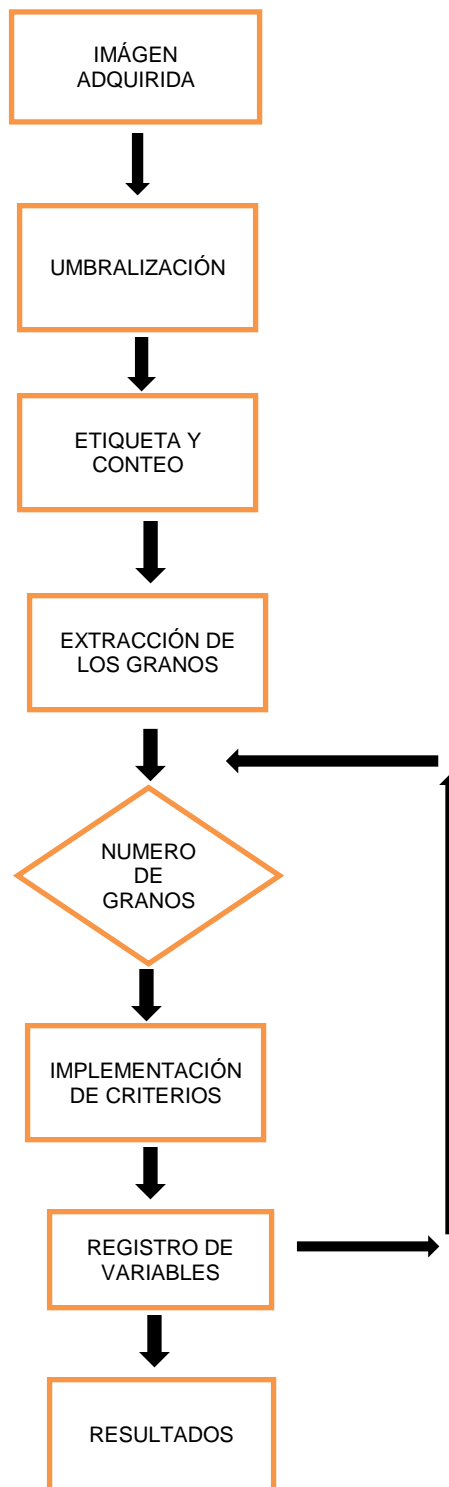 IMÁGEN
ADQUIRIDA
UMBRALIZACIÓN
ETIQUETA Y
CONTEO
EXTRACCIÓN DE
LOS GRANOS
NUMERO
DE
GRANOS
IMPLEMENTACIÓN
DE CRITERIOS
REGISTRO DE
VARIABLES
RESULTADOS